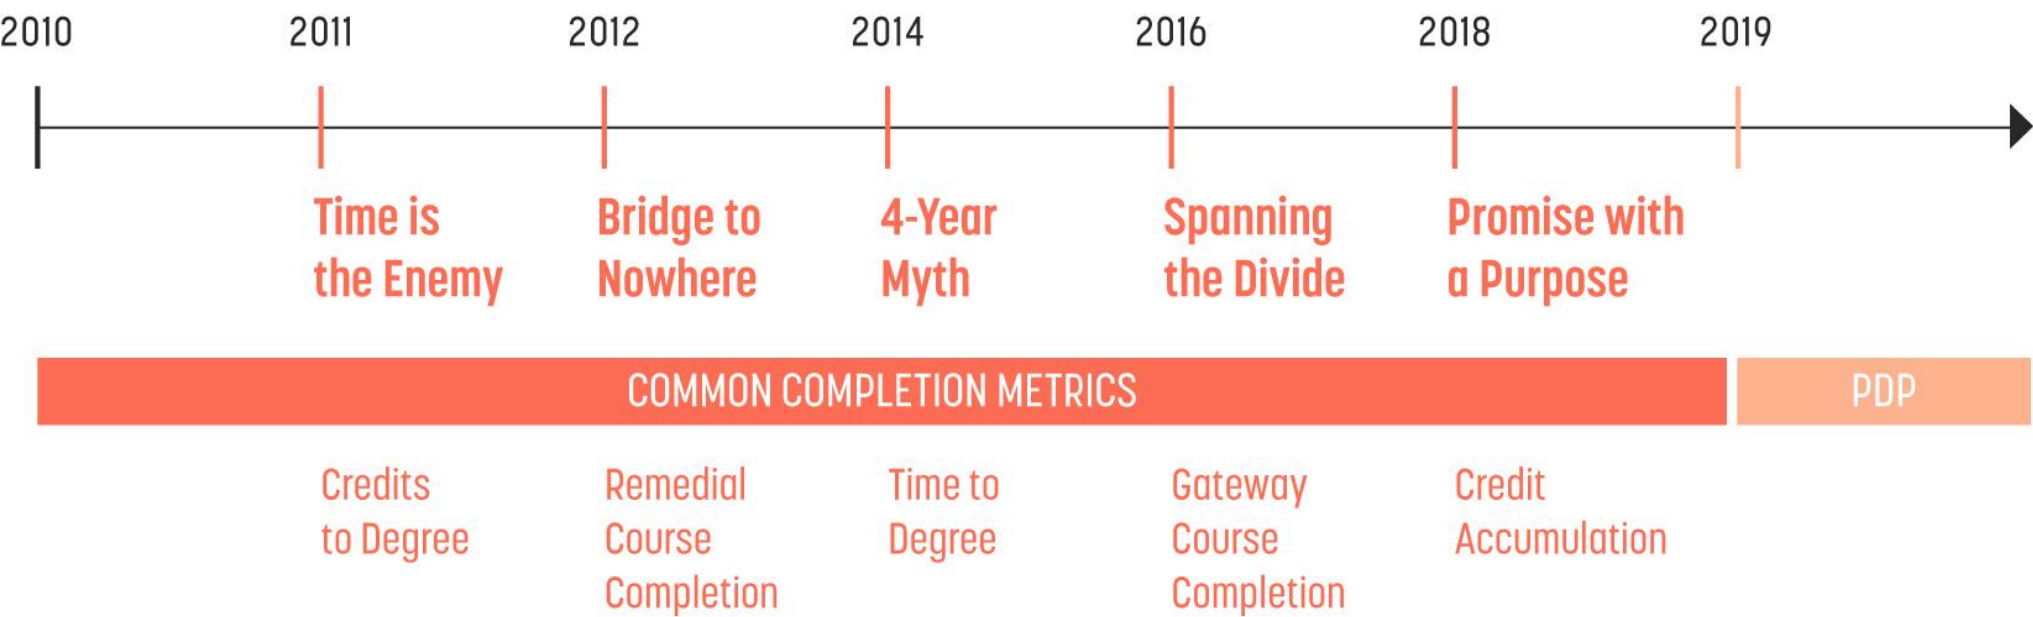 2010 2011 2012 2014 2016 2018 2019
Time is
the Enemy
Bridge to
Nowhere
4-Year
Myth
Spanning
the Divide
Promise with
a Purpose
COMMON COMPLETION METRICS
PDP
Credits
to Degree
Remedial
Course
Completion
Time to
Degree
Gateway
Course
Completion
Credit
Accumulation